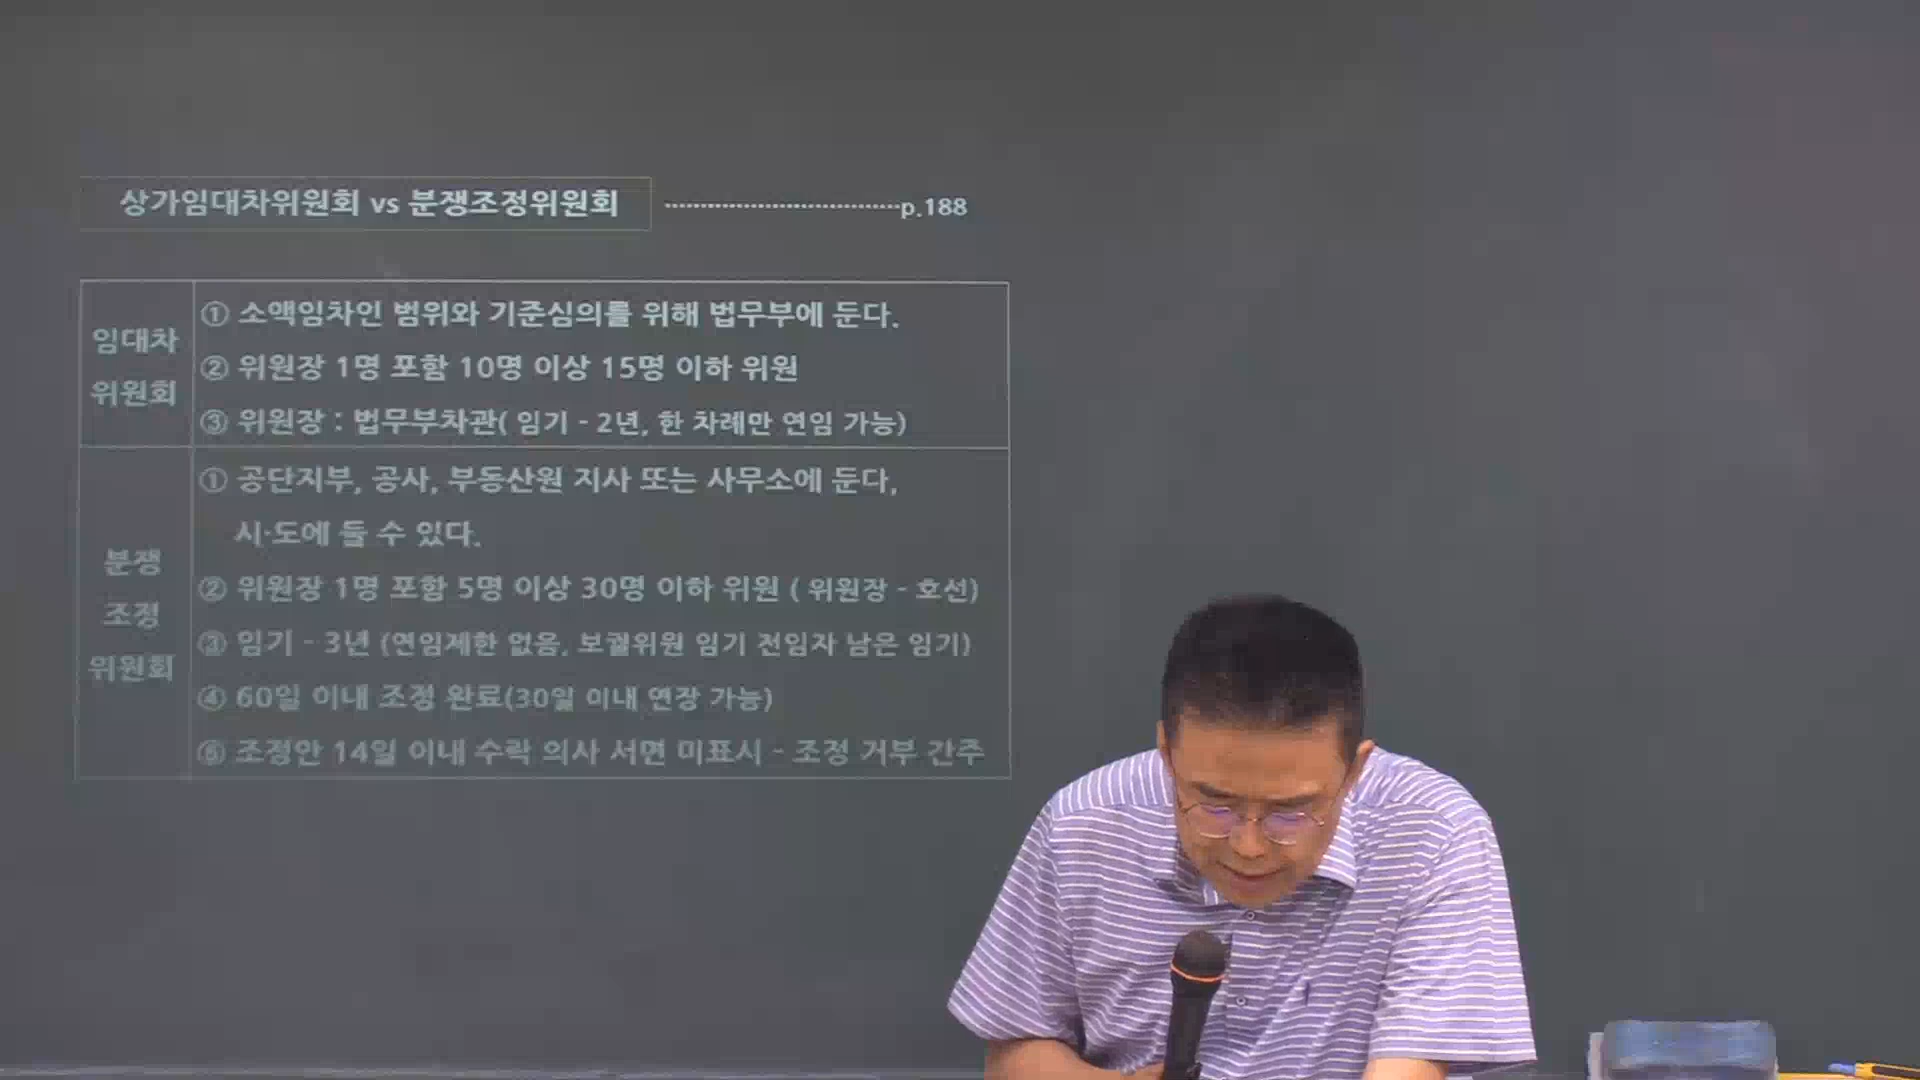 상가임대차위원회 vs 분쟁조정위원회 ---------------------------------p.188
임대차
위원회
① 소액임차인 범위와 기준심의를 위해 법무부에 둔다.
② 위원장 1명 포함 10명 이상 15명 이하 위원
③ 위원장 : 법무부차관( 임기 - 2년, 한 차례만 연임 가능)
분쟁
조정
위원회
① 공단지부, 공사, 부동산원 지사 또는 사무소에 둔다,
시·도에 둘 수 있다.
② 위원장 1명 포함 5명 이상 30명 이하 위원 ( 위원장 - 호선)
③ 임기 - 3년 (연임제한 없음, 보궐위원 임기 전임자 남은 임기)
④ 60일 이내 조정 완료(30일 이내 연장 가능)
⑥ 조정안 14일 이내 수락 의사 서면 미표시 - 조정 거부 간주